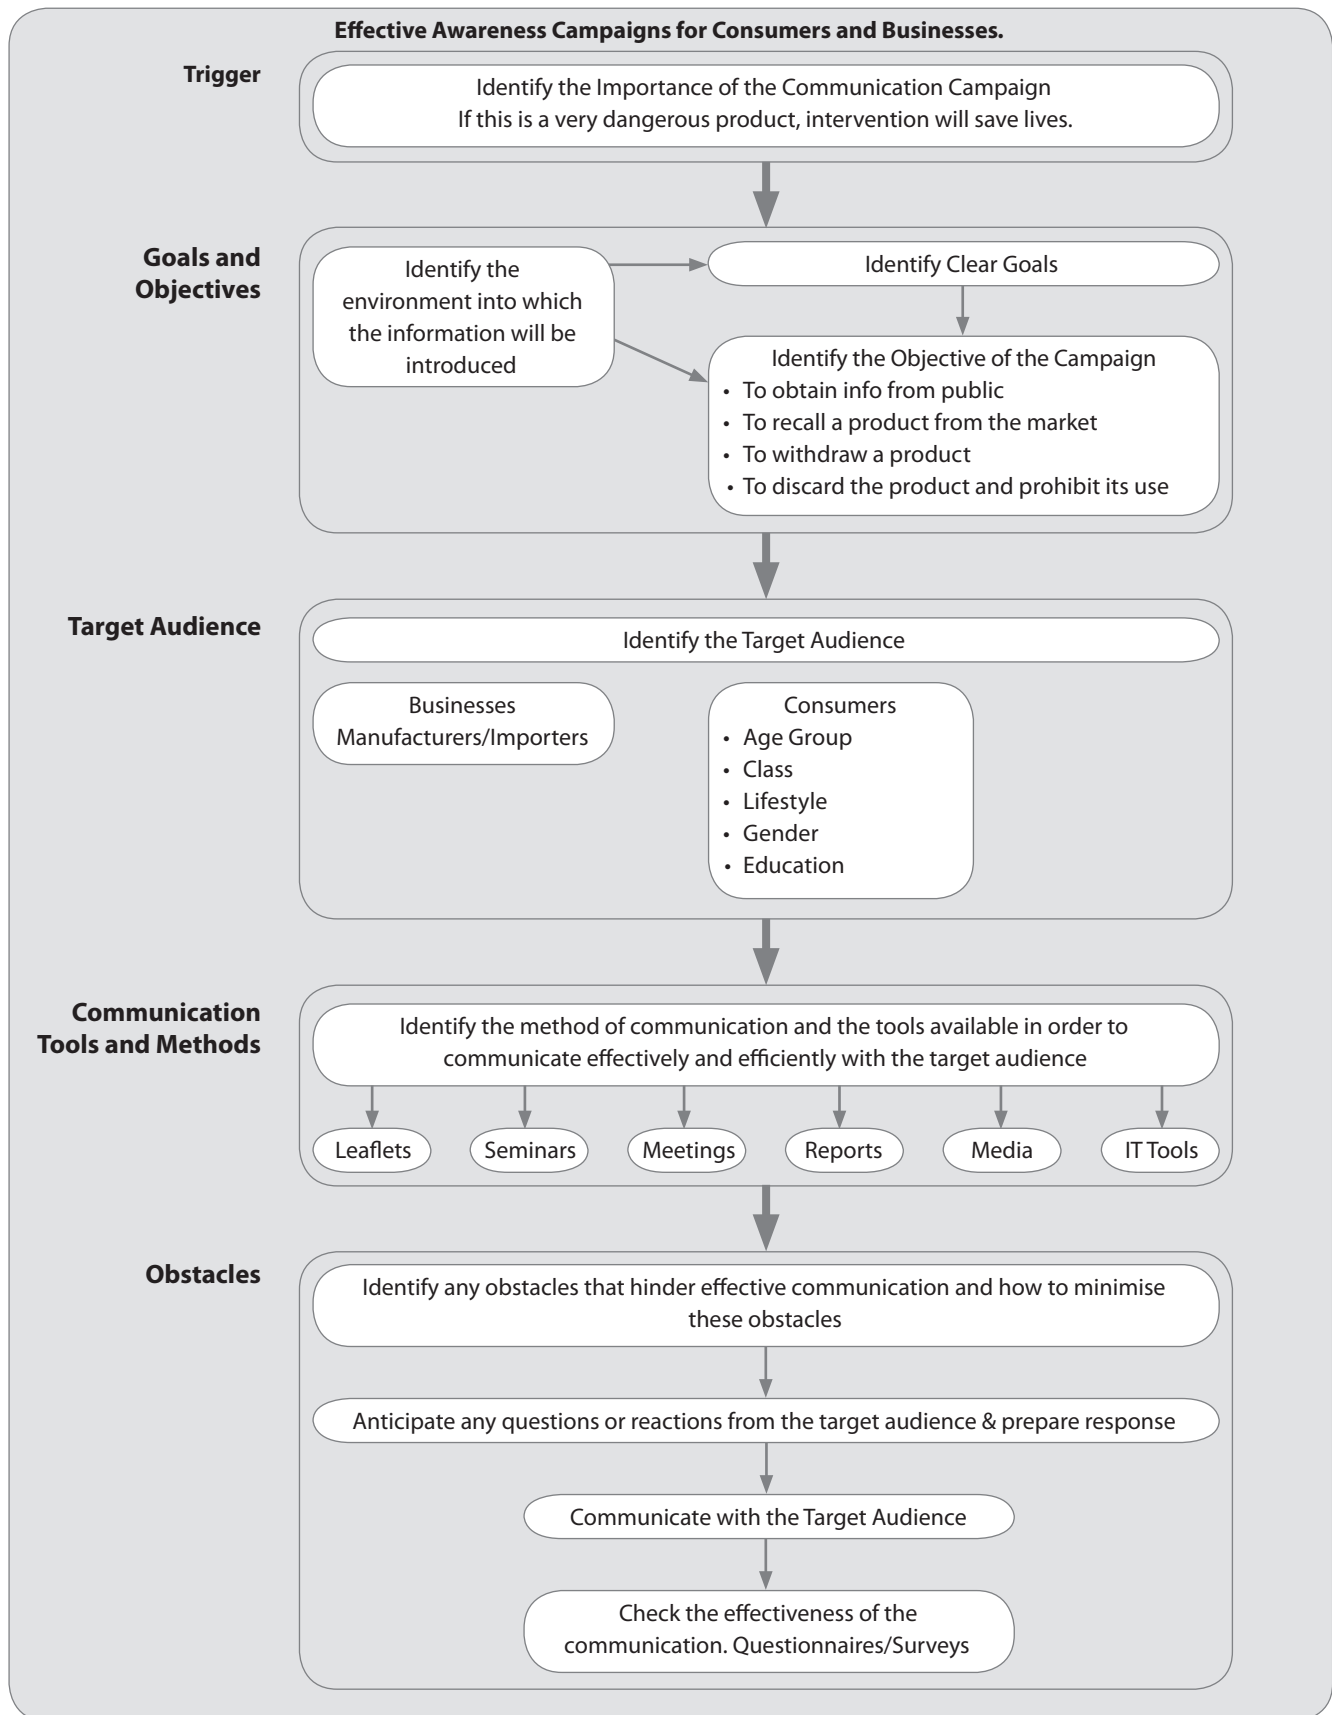 Effective Awareness Campaigns for Consumers and Businesses.
Trigger
Identify the Importance of the Communication Campaign
If this is a very dangerous product, intervention will save lives.
Goals and
Objectives
Identify the
environment into which
the information will be
introduced
Identify Clear Goals
Identify the Objective of the Campaign
• To obtain info from public
• To recall a product from the market
• To withdraw a product
• To discard the product and prohibit its use
Target Audience
Identify the Target Audience
Businesses
Manufacturers/Importers
Consumers
• Age Group
• Class
• Lifestyle
• Gender
• Education
Communication
Tools and Methods
Identify the method of communication and the tools available in order to
communicate effectively and efficiently with the target audience
Leaflets
Seminars
Meetings
Reports
Media
IT Tools
Obstacles
Identify any obstacles that hinder effective communication and how to minimise
these obstacles
Anticipate any questions or reactions from the target audience & prepare response
Communicate with the Target Audience
Check the effectiveness of the
communication. Questionnaires/Surveys